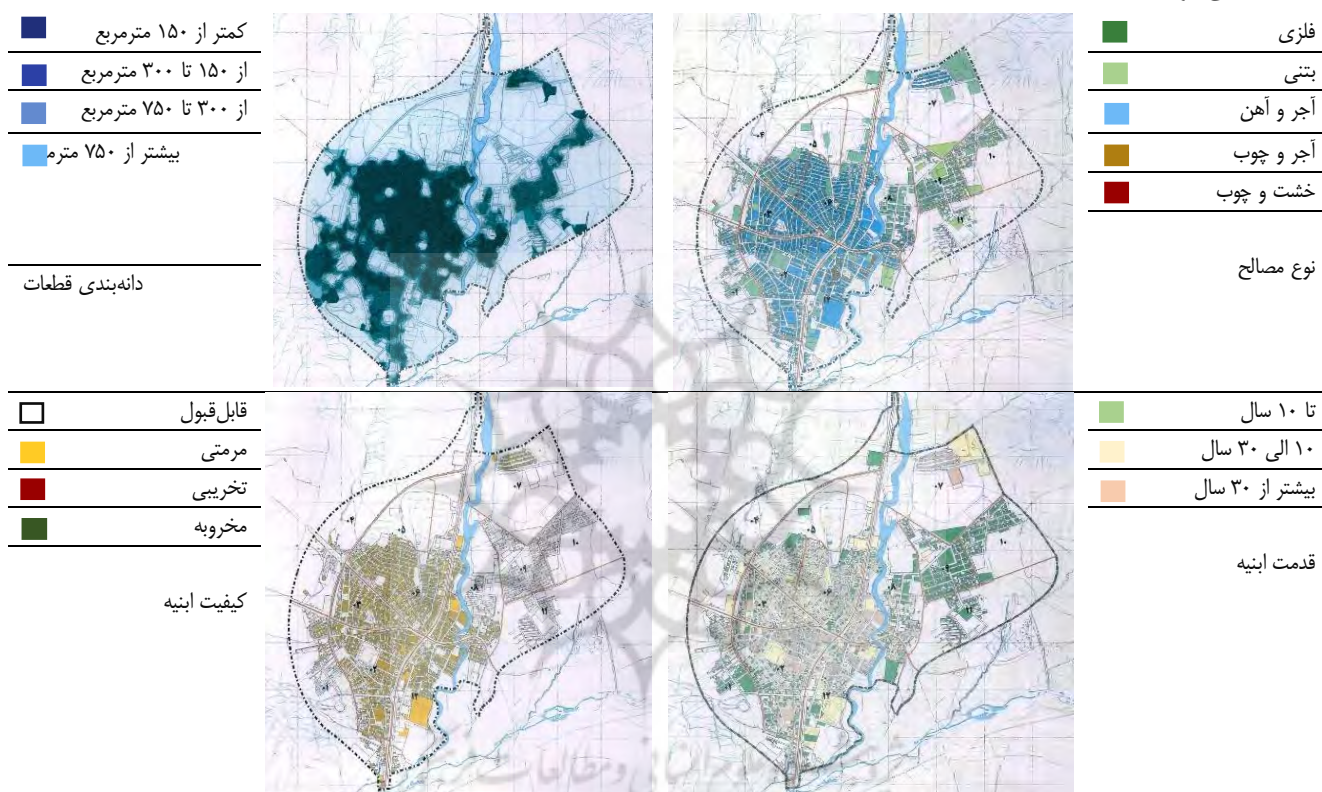 فلزی
بتنی
آجر و آهن
آجر و چوب
خشت و چوب
نوع مصالح
کمتر از ۱۵۰ مترمربع
از ۱۵۰ تا ۳۰۰ مترمربع
از ۳۰۰ تا ۷۵۰ مترمربع
بیشتر از ۷۵۰ مترم
دانه‌بندی قطعات
تا ۱۰ سال
۱۰ الی ۳۰ سال
بیشتر از ۳۰ سال
قدمت ابنیه
قابل‌قبول
مرمتی
تخریبی
مخروبه
کیفیت ابنیه